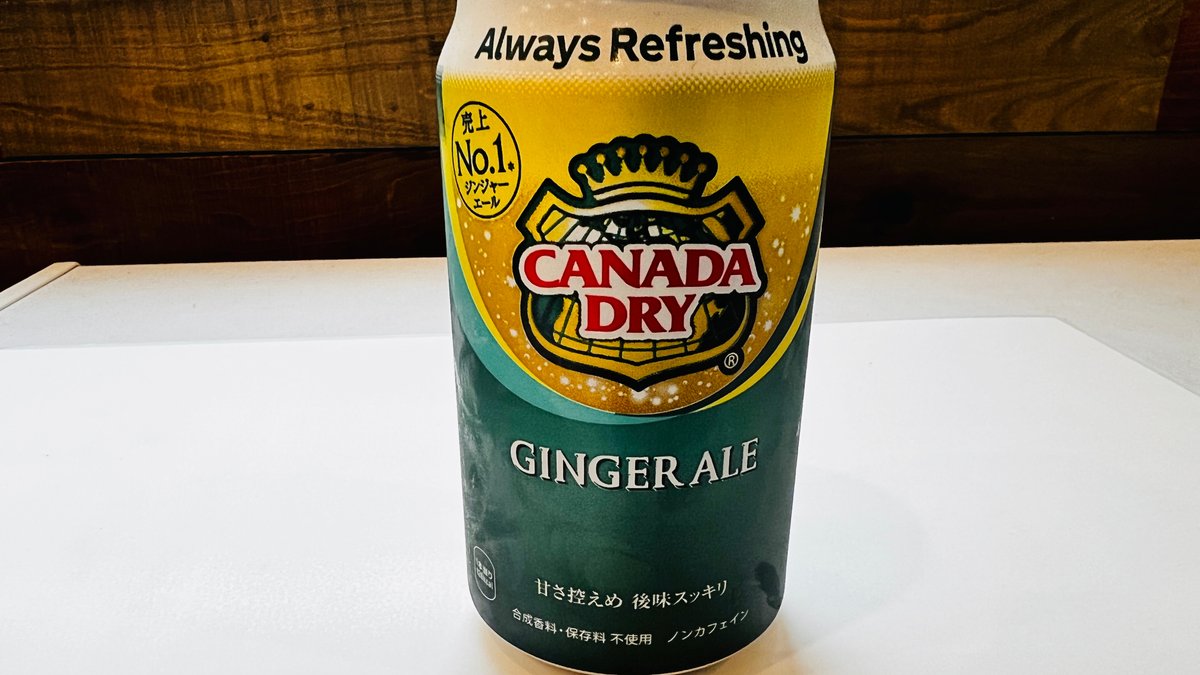 Always Refreshing
売上
No.1*
ジンジャー
エール
CANADA
DRY
®
GINGER ALE
甘さ控えめ 後味スッキリ
合成香料・保存料 不使用 ノンカフェイン